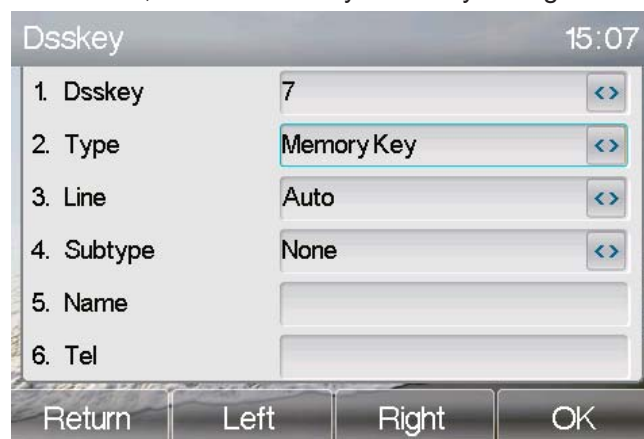 Dsskey 15:07
1. Dsskey 7
2. Type Memory Key
3. Line Auto
4. Subtype None
5. Name
6. Tel
Return Left Right OK